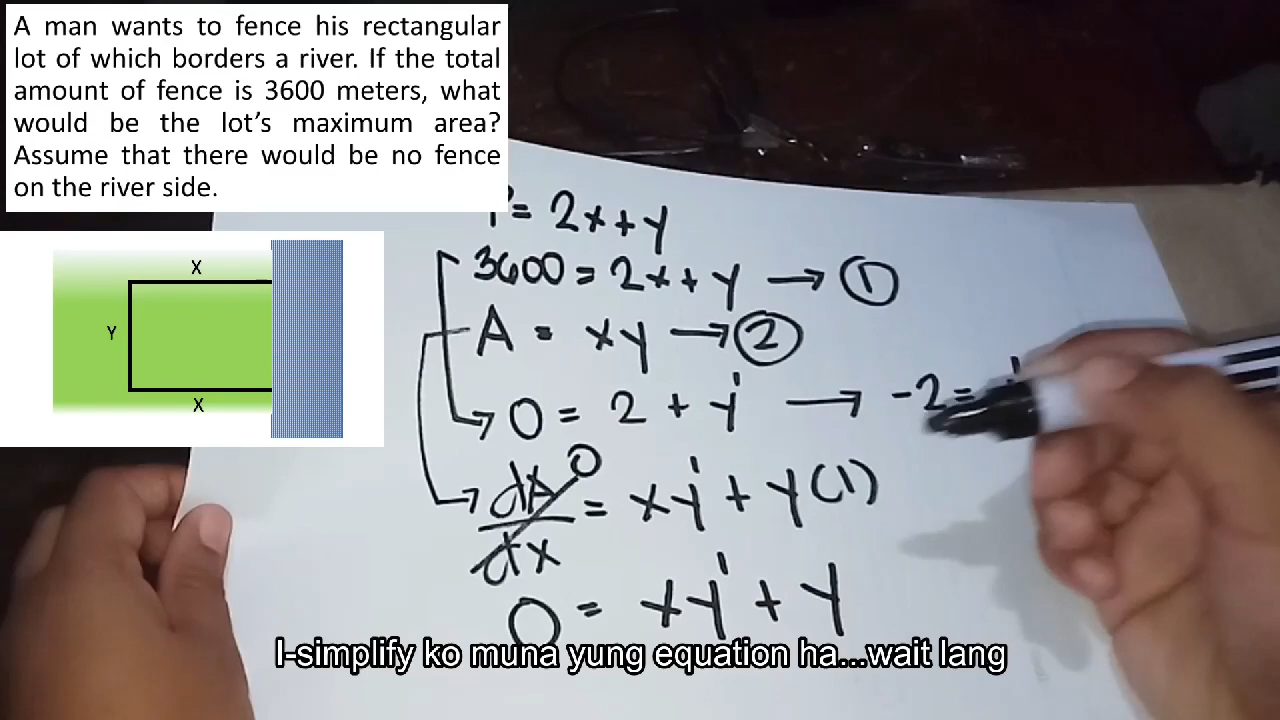 A man wants to fence his rectangular
lot of which borders a river. If the total
amount of fence is 3600 meters, what
would be the lot's maximum area?
Assume that there would be no fence
on the river side.
X
Y
X
= 2x+y
3600 = 2x + y → ①
A = xy → ②
0 = 2 + y' → -2 =
dA/dx 0 = xy' + y(1)
0 = xy' + y
I-simplify ko muna yung equation ha...wait lang